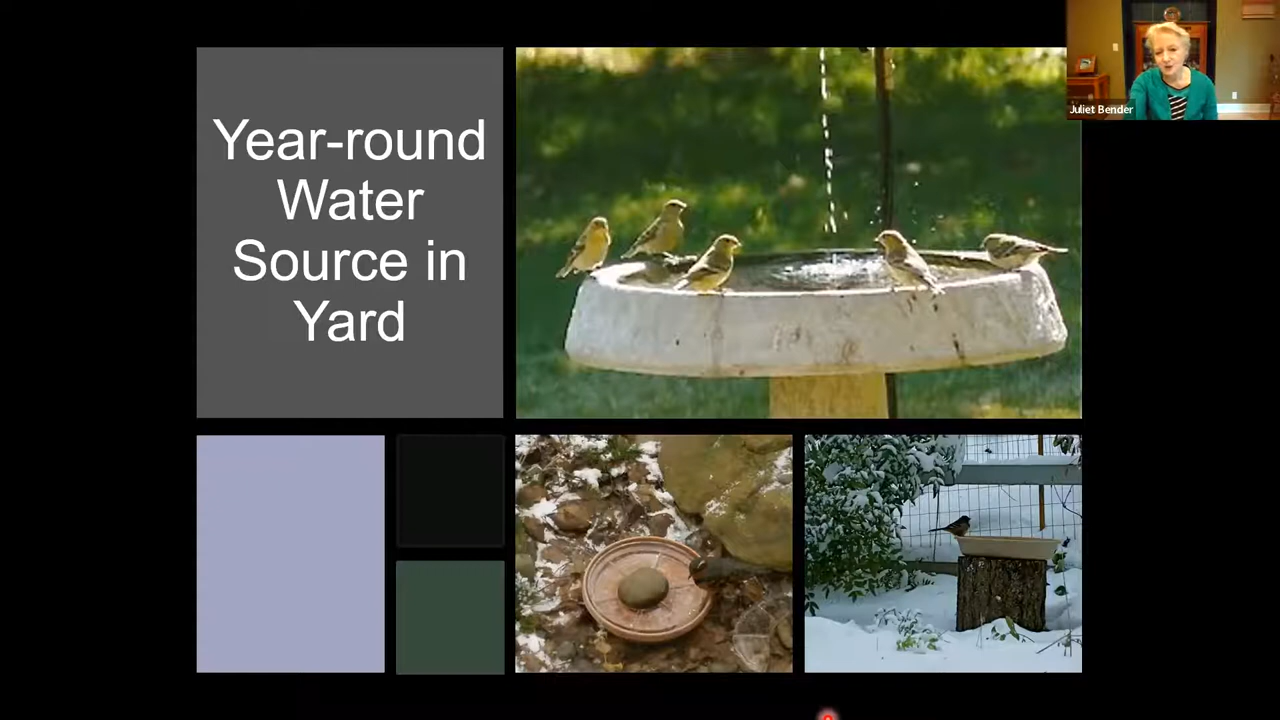 Year-round
Water
Source in
Yard
Juliet Bender